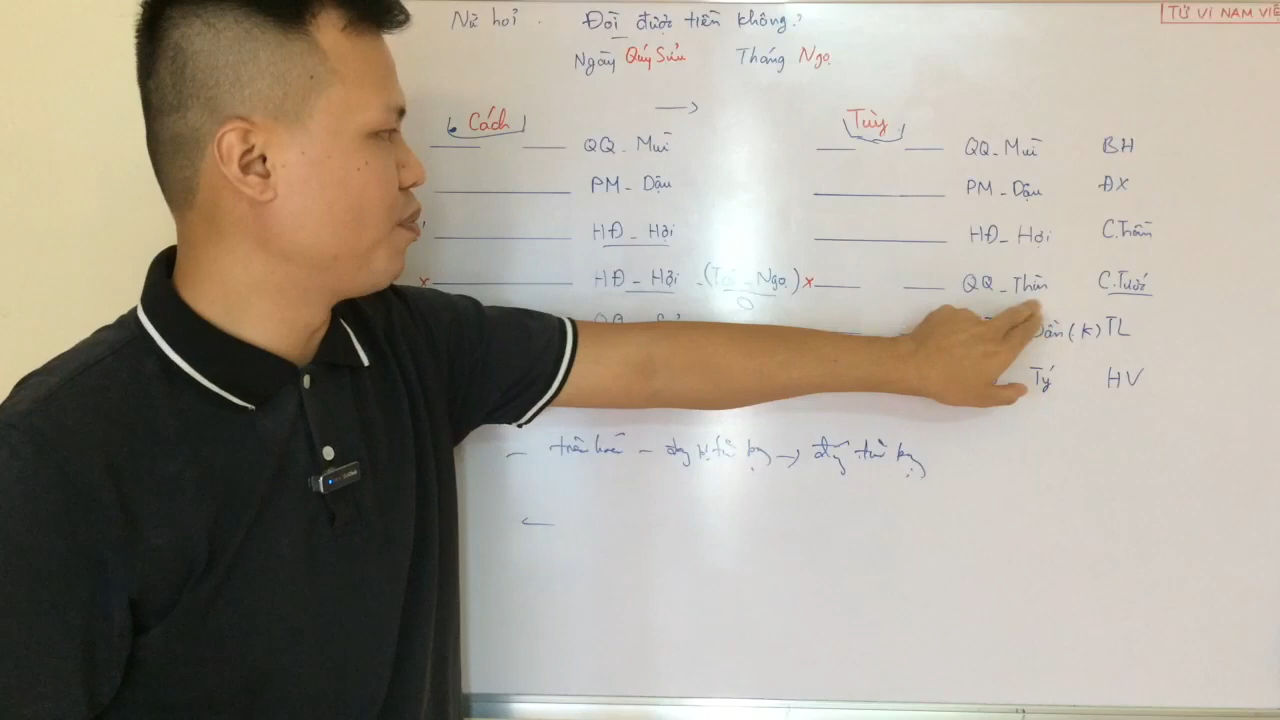 Nữ hỏi. Đòi được tiền không?
TỬ VI NAM VIỆ
Ngày Quý Sửu Tháng Ngọ
Cách
Tùy
QQ - Mùi QQ - Mùi BH
PM - Dậu PM - Dậu ĐX
HĐ - Hợi HĐ - Hợi C.Trần
x HĐ - Hợi - ( - Ngọ) x QQ - Thìn C.Tước
(K) TL
Tý HV